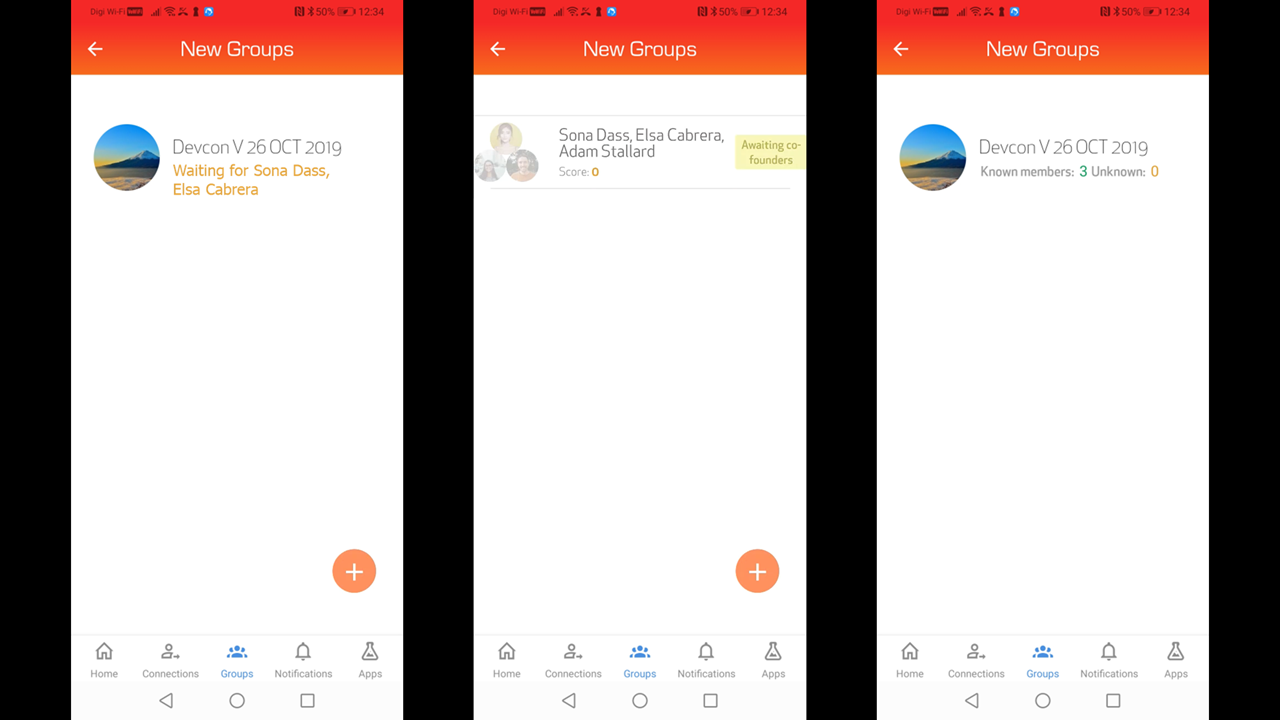 Digi Wi-Fi 50% 12:34
New Groups
Devcon V 26 OCT 2019
Waiting for Sona Dass,
Elsa Cabrera
+
Home Connections Groups Notifications Apps
Digi Wi-Fi 50% 12:34
New Groups
Sona Dass, Elsa Cabrera,
Adam Stallard
Score: 0
Awaiting co-
founders
+
Home Connections Groups Notifications Apps
Digi Wi-Fi 50% 12:34
New Groups
Devcon V 26 OCT 2019
Known members: 3 Unknown: 0
Home Connections Groups Notifications Apps